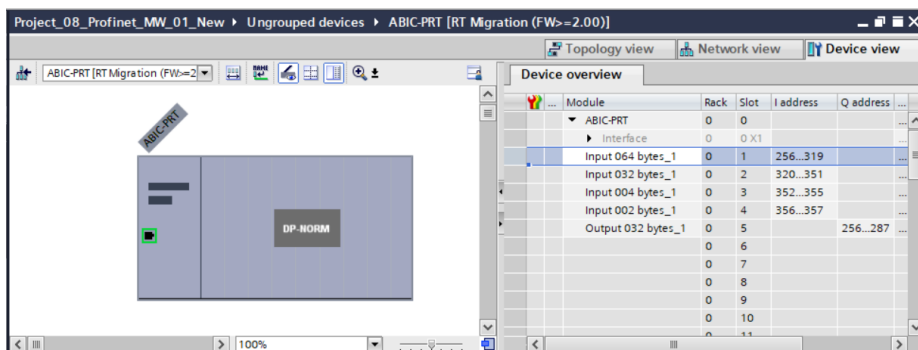 Project_08_Profinet_MW_01_New ▸ Ungrouped devices ▸ ABIC-PRT [RT Migration (FW>=2.00)]
Topology view Network view Device view
ABIC-PRT [RT Migration (FW>=2
Device overview
... Module Rack Slot I address Q address ...
ABIC-PRT 0 0 ...
Interface 0 0 X1 ...
Input 064 bytes_1 0 1 256...319 ...
Input 032 bytes_1 0 2 320...351 ...
Input 004 bytes_1 0 3 352...355 ...
Input 002 bytes_1 0 4 356...357 ...
Output 032 bytes_1 0 5 256...287 ...
0 6
0 7
0 8
0 9
0 10
0 11
ABIC-PRT
DP-NORM
100%